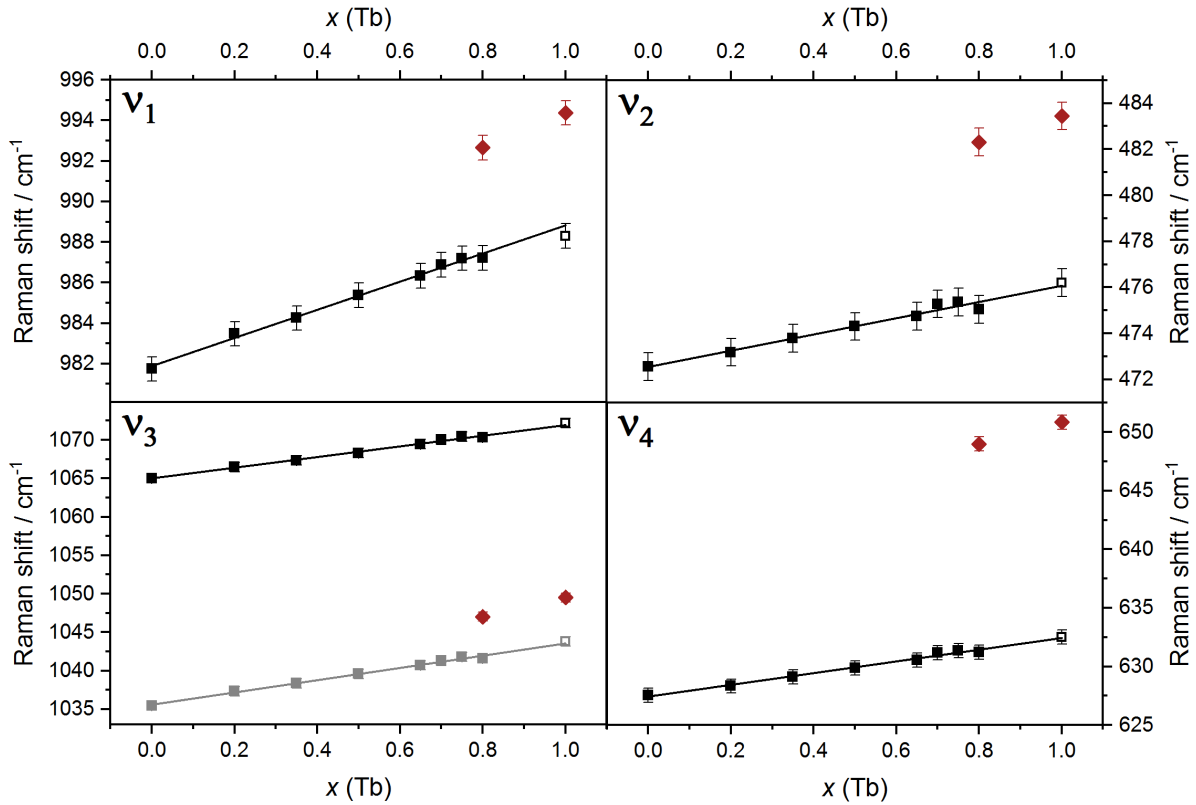 x (Tb) x (Tb)
0.0 0.2 0.4 0.6 0.8 1.0 0.0 0.2 0.4 0.6 0.8 1.0
ν1 ν2
996
994
992
990
988
986
984
982
Raman shift / cm-1
484
482
480
478
476
474
472
Raman shift / cm-1
ν3 ν4
1070
1065
1060
1055
1050
1045
1040
1035
Raman shift / cm-1
650
645
640
635
630
625
Raman shift / cm-1
0.0 0.2 0.4 0.6 0.8 1.0 0.0 0.2 0.4 0.6 0.8 1.0
x (Tb) x (Tb)